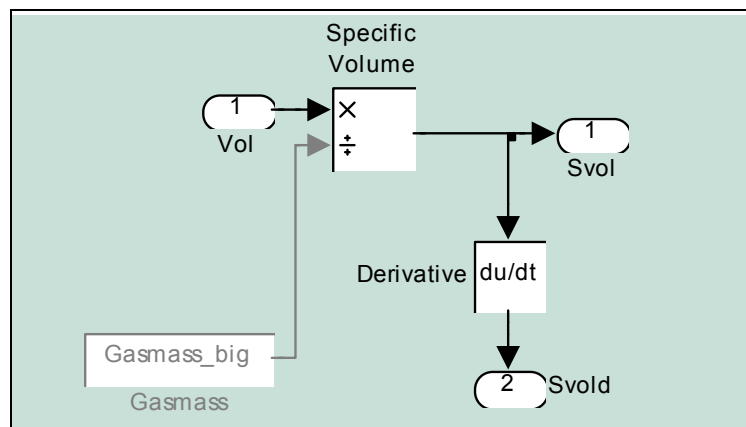 Specific
Volume
1
×
Vol
÷
1
Svol
Derivative
du/dt
Gasmass_big
Gasmass
2
Svold